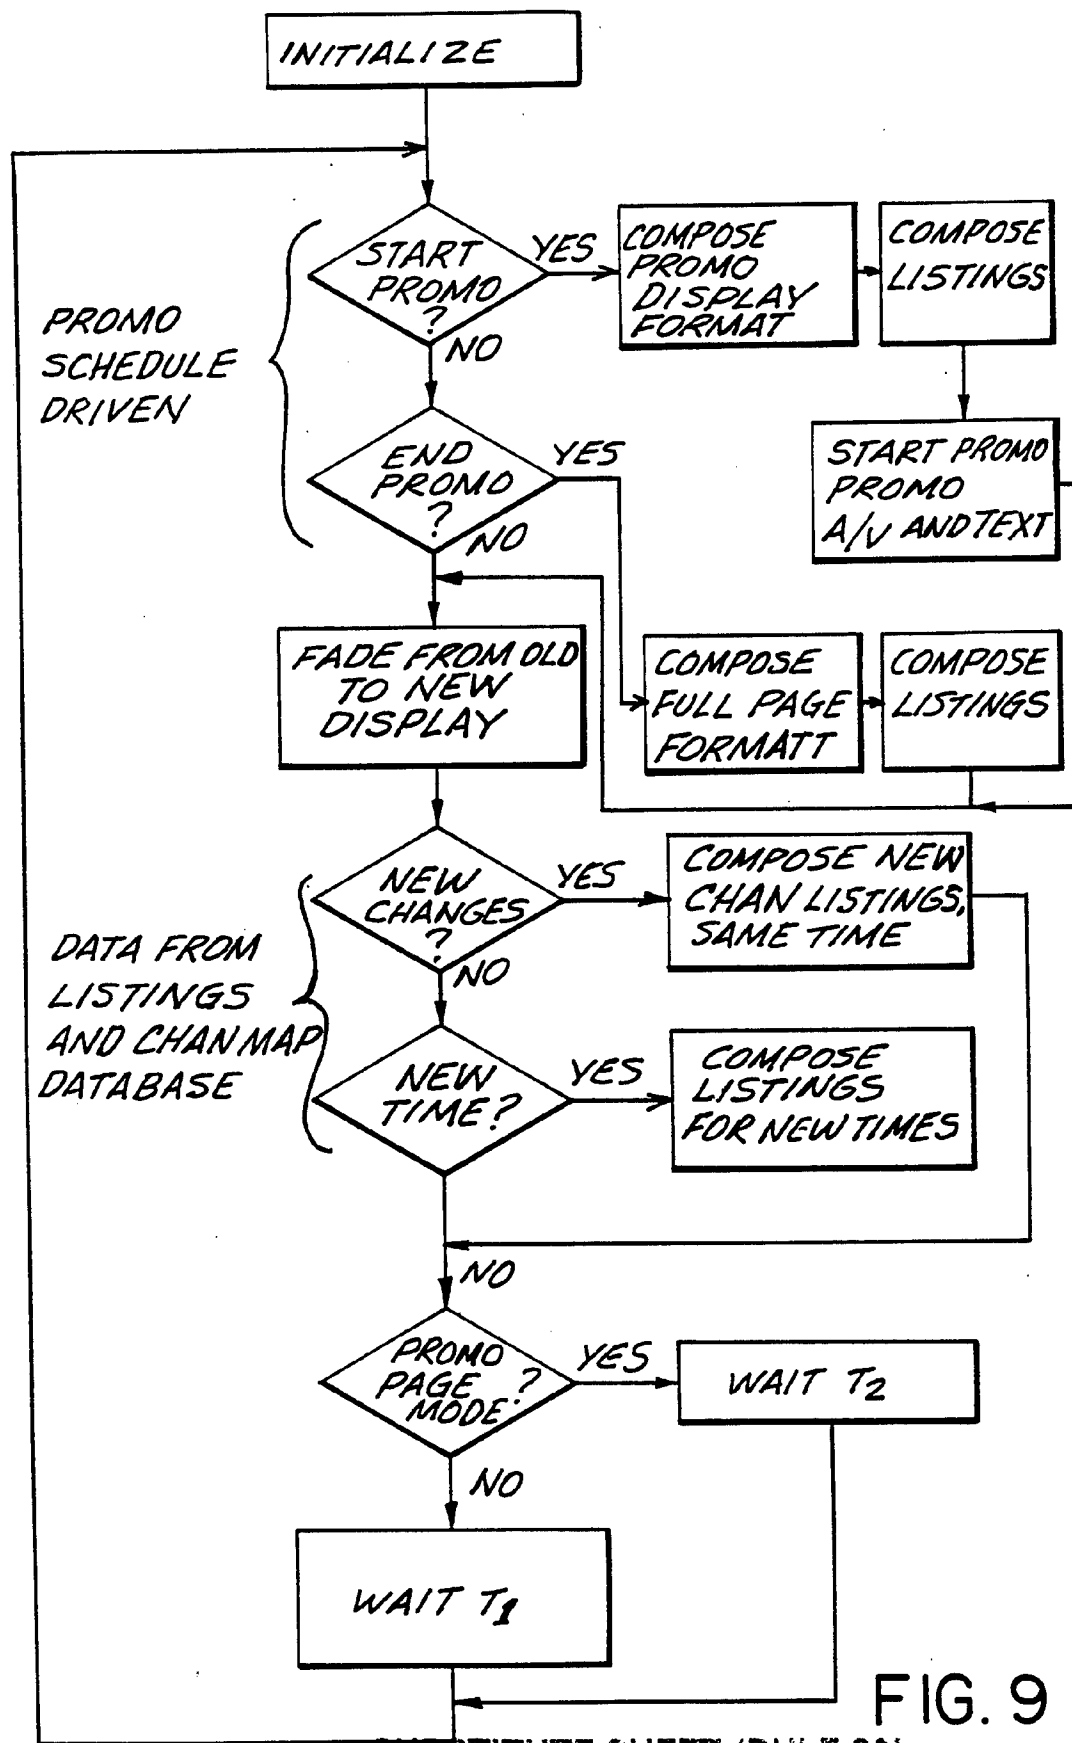 INITIALIZE
START
PROMO
?
YES
NO
COMPOSE
PROMO
DISPLAY
FORMAT
COMPOSE
LISTINGS
PROMO
SCHEDULE
DRIVEN
END
PROMO
?
YES
NO
START PROMO
PROMO
A/V AND TEXT
FADE FROM OLD
TO NEW
DISPLAY
COMPOSE
FULL PAGE
FORMATT
COMPOSE
LISTINGS
NEW
CHANGES
?
YES
NO
COMPOSE NEW
CHAN LISTINGS,
SAME TIME
DATA FROM
LISTINGS
AND CHAN MAP
DATABASE
NEW
TIME?
YES
COMPOSE
LISTINGS
FOR NEW TIMES
NO
PROMO
PAGE ?
MODE
YES
WAIT T2
NO
WAIT T1
FIG. 9